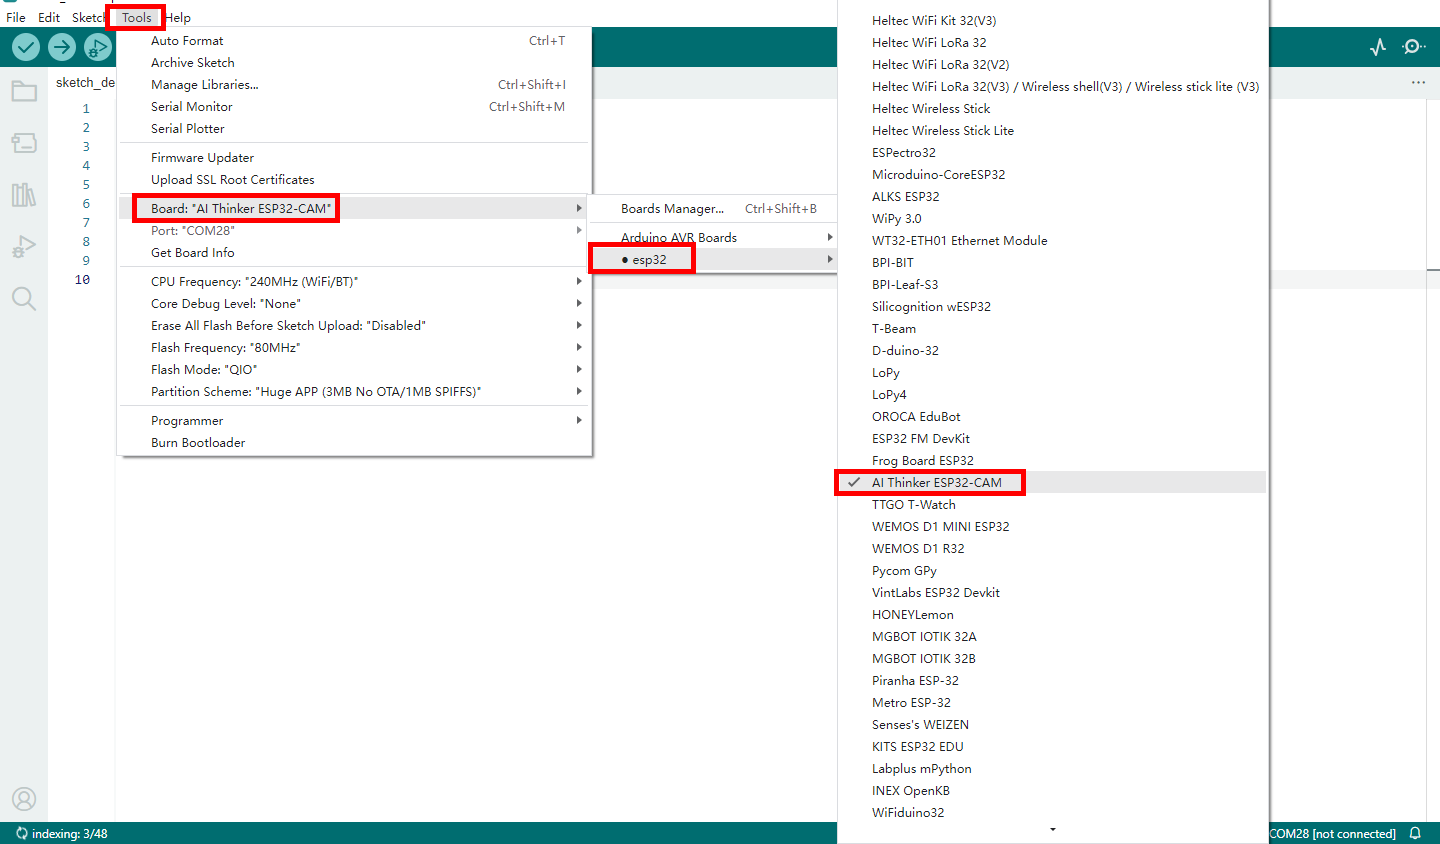 File Edit Sketch Tools Help
sketch_de
1
2
3
4
5
6
7
8
9
10
Auto Format Ctrl+T
Archive Sketch
Manage Libraries... Ctrl+Shift+I
Serial Monitor Ctrl+Shift+M
Serial Plotter
Firmware Updater
Upload SSL Root Certificates
Board: "AI Thinker ESP32-CAM"
Port: "COM28"
Get Board Info
CPU Frequency: "240MHz (WiFi/BT)"
Core Debug Level: "None"
Erase All Flash Before Sketch Upload: "Disabled"
Flash Frequency: "80MHz"
Flash Mode: "QIO"
Partition Scheme: "Huge APP (3MB No OTA/1MB SPIFFS)"
Programmer
Burn Bootloader
Boards Manager... Ctrl+Shift+B
Arduino AVR Boards
● esp32
Heltec WiFi Kit 32(V3)
Heltec WiFi LoRa 32
Heltec WiFi LoRa 32(V2)
Heltec WiFi LoRa 32(V3) / Wireless shell(V3) / Wireless stick lite (V3)
Heltec Wireless Stick
Heltec Wireless Stick Lite
ESPectro32
Microduino-CoreESP32
ALKS ESP32
WiPy 3.0
WT32-ETH01 Ethernet Module
BPI-BIT
BPI-Leaf-S3
Silicognition wESP32
T-Beam
D-duino-32
LoPy
LoPy4
OROCA EduBot
ESP32 FM DevKit
Frog Board ESP32
✓ AI Thinker ESP32-CAM
TTGO T-Watch
WEMOS D1 MINI ESP32
WEMOS D1 R32
Pycom GPy
VintLabs ESP32 Devkit
HONEYLemon
MGBOT IOTIK 32A
MGBOT IOTIK 32B
Piranha ESP-32
Metro ESP-32
Senses's WEIZEN
KITS ESP32 EDU
Labplus mPython
INEX OpenKB
WiFiduino32
indexing: 3/48
COM28 [not connected]